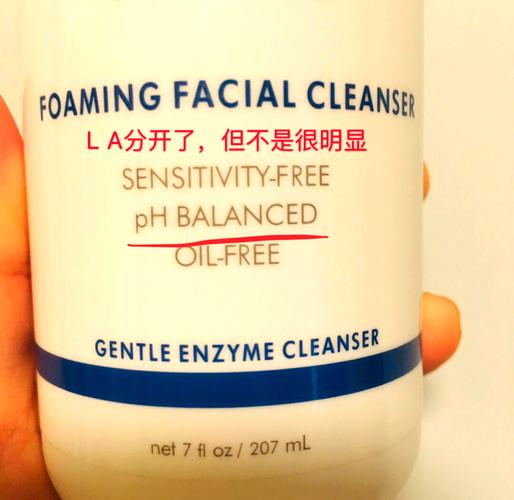 FOAMING FACIAL CLEANSER
L A分开了，但不是很明显
SENSITIVITY-FREE
pH BALANCED
OIL-FREE
GENTLE ENZYME CLEANSER
net 7 fl oz / 207 mL